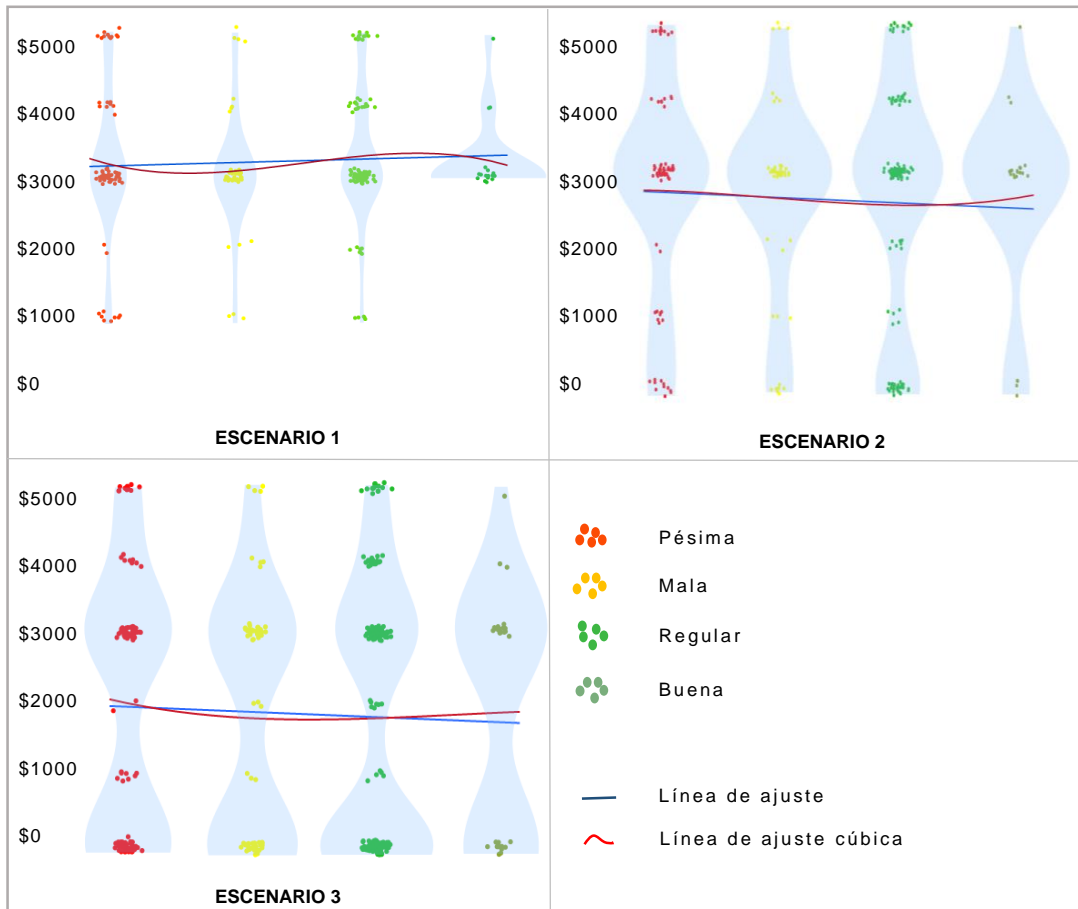 $5000
$4000
$3000
$2000
$1000
$0
ESCENARIO 1
$5000
$4000
$3000
$2000
$1000
$0
ESCENARIO 2
$5000
$4000
$3000
$2000
$1000
$0
ESCENARIO 3
Pésima
Mala
Regular
Buena
Línea de ajuste
Línea de ajuste cúbica